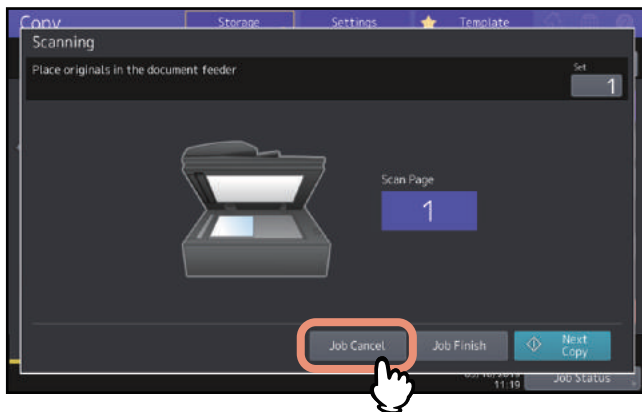 Copy
Storage
Settings
Template
Scanning
Place originals in the document feeder
Set
1
Scan Page
1
Job Cancel
Job Finish
Next
Copy
11:19
Job Status